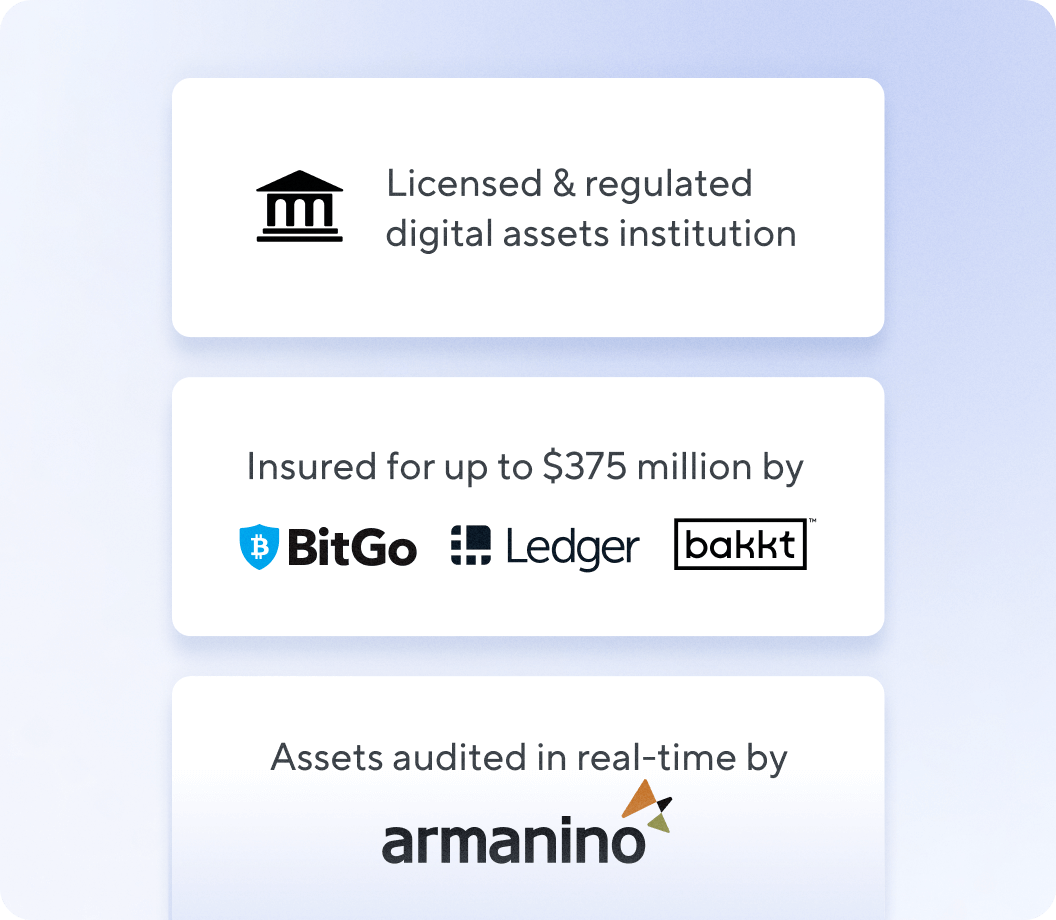 Licensed & regulated
digital assets institution
Insured for up to $375 million by
BitGo Ledger bakkt™
Assets audited in real-time by
armanino